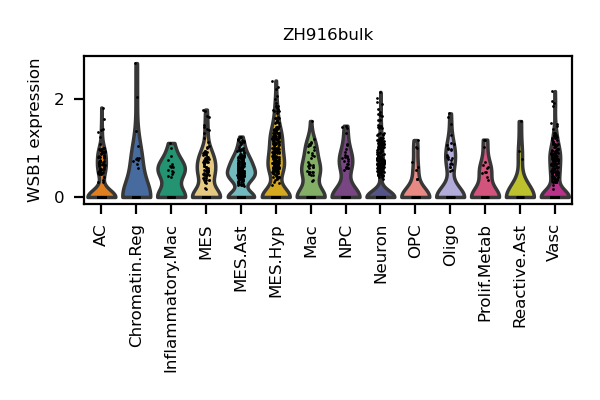 ZH916bulk
WSB1 expression
2
0
AC
Chromatin.Reg
Inflammatory.Mac
MES
MES.Ast
MES.Hyp
Mac
NPC
Neuron
OPC
Oligo
Prolif.Metab
Reactive.Ast
Vasc